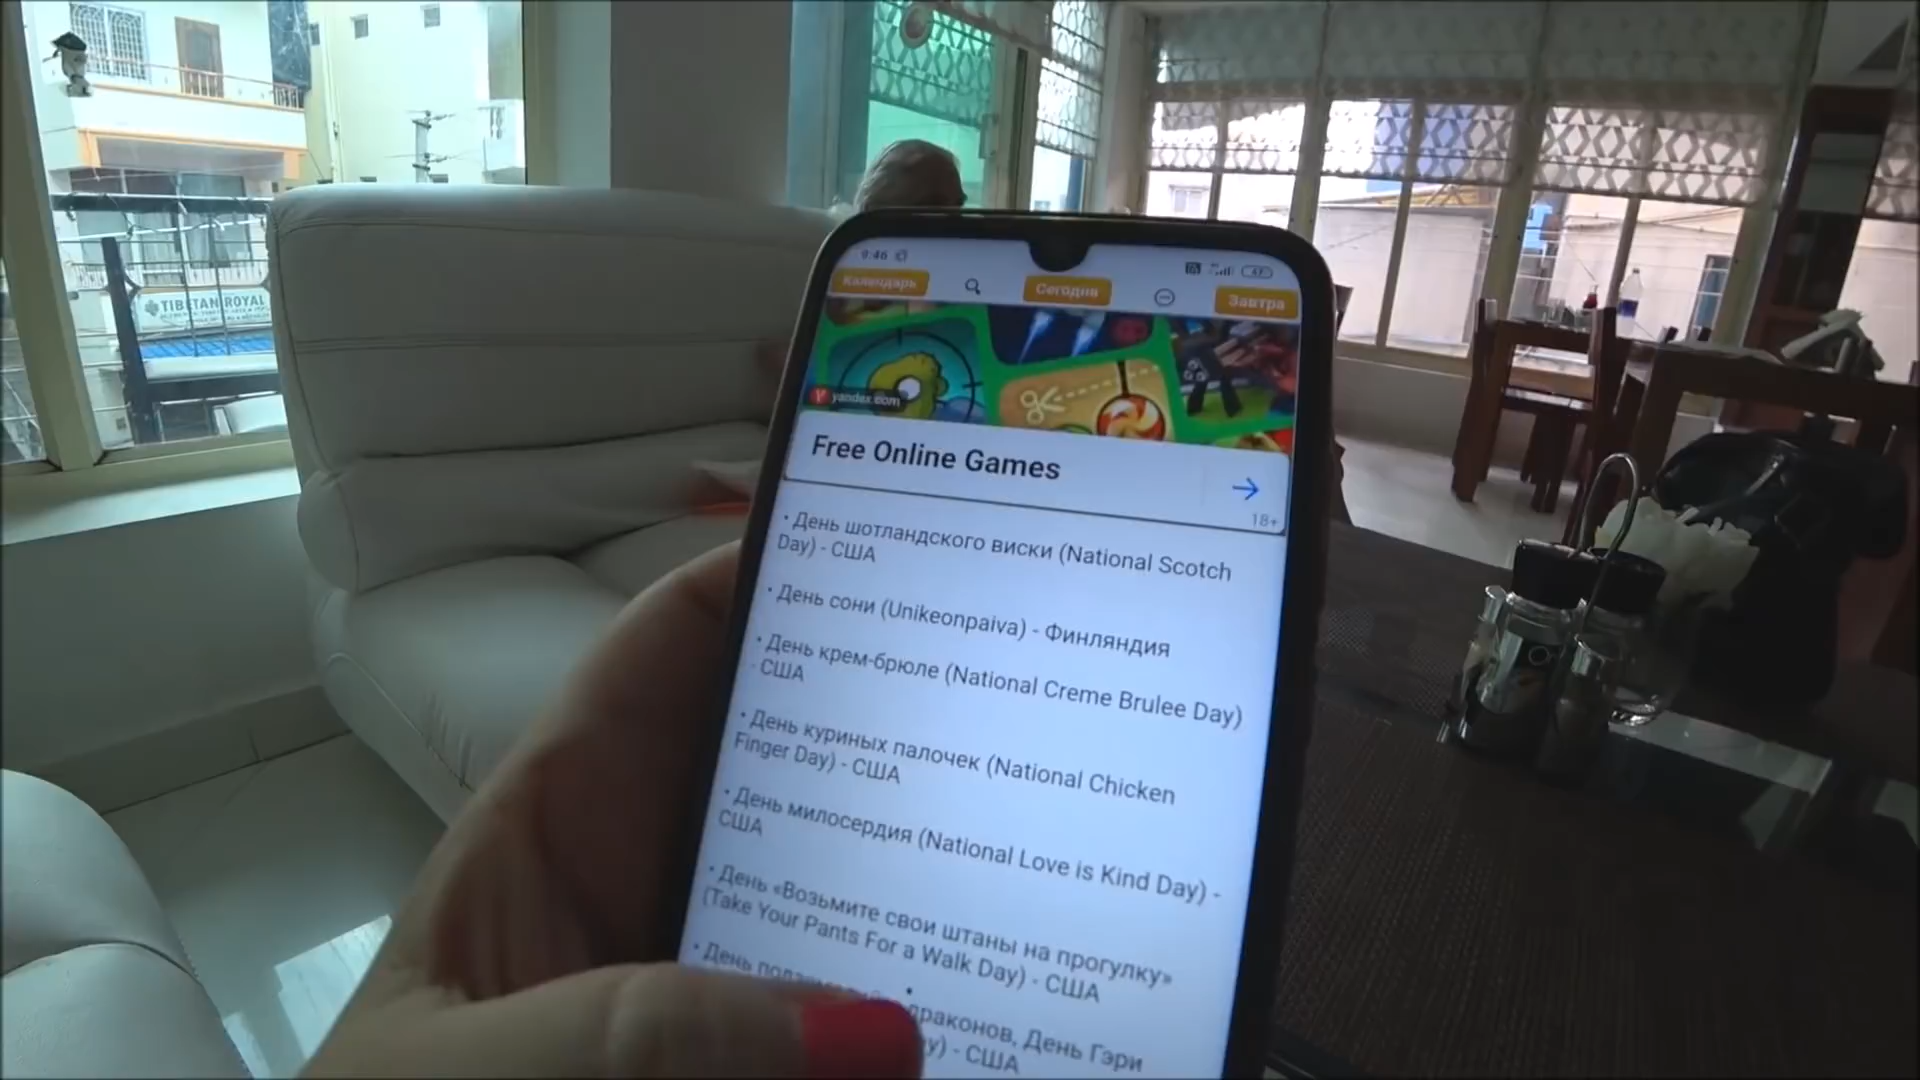 TIBETAN ROYAL
9:46
47
Календарь
Сегодня
Завтра
yandex.com
Free Online Games
18+
• День шотландского виски (National Scotch
Day) - США
• День сони (Unikeonpaiva) - Финляндия
• День крем-брюле (National Creme Brulee Day)
- США
• День куриных палочек (National Chicken
Finger Day) - США
• День милосердия (National Love is Kind Day) -
США
• День «Возьмите свои штаны на прогулку»
(Take Your Pants For a Walk Day) - США
• День драконов, День Гэри
- США